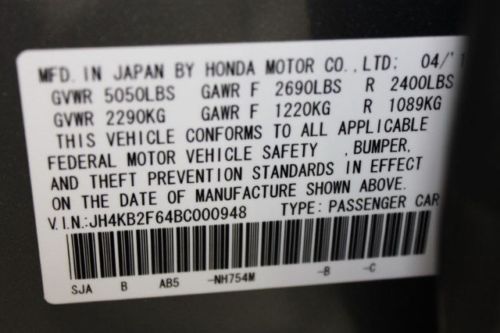 MFD. IN JAPAN BY HONDA MOTOR CO., LTD: 04/'1
GVWR 5050LBS GAWR F 2690LBS R 2400LBS
GVWR 2290KG GAWR F 1220KG R 1089KG
THIS VEHICLE CONFORMS TO ALL APPLICABLE
FEDERAL MOTOR VEHICLE SAFETY , BUMPER,
AND THEFT PREVENTION STANDARDS IN EFFECT
ON THE DATE OF MANUFACTURE SHOWN ABOVE.
V.I.N.:JH4KB2F64BC000948 TYPE: PASSENGER CAR
SJA B AB5 -NH754M -B -C